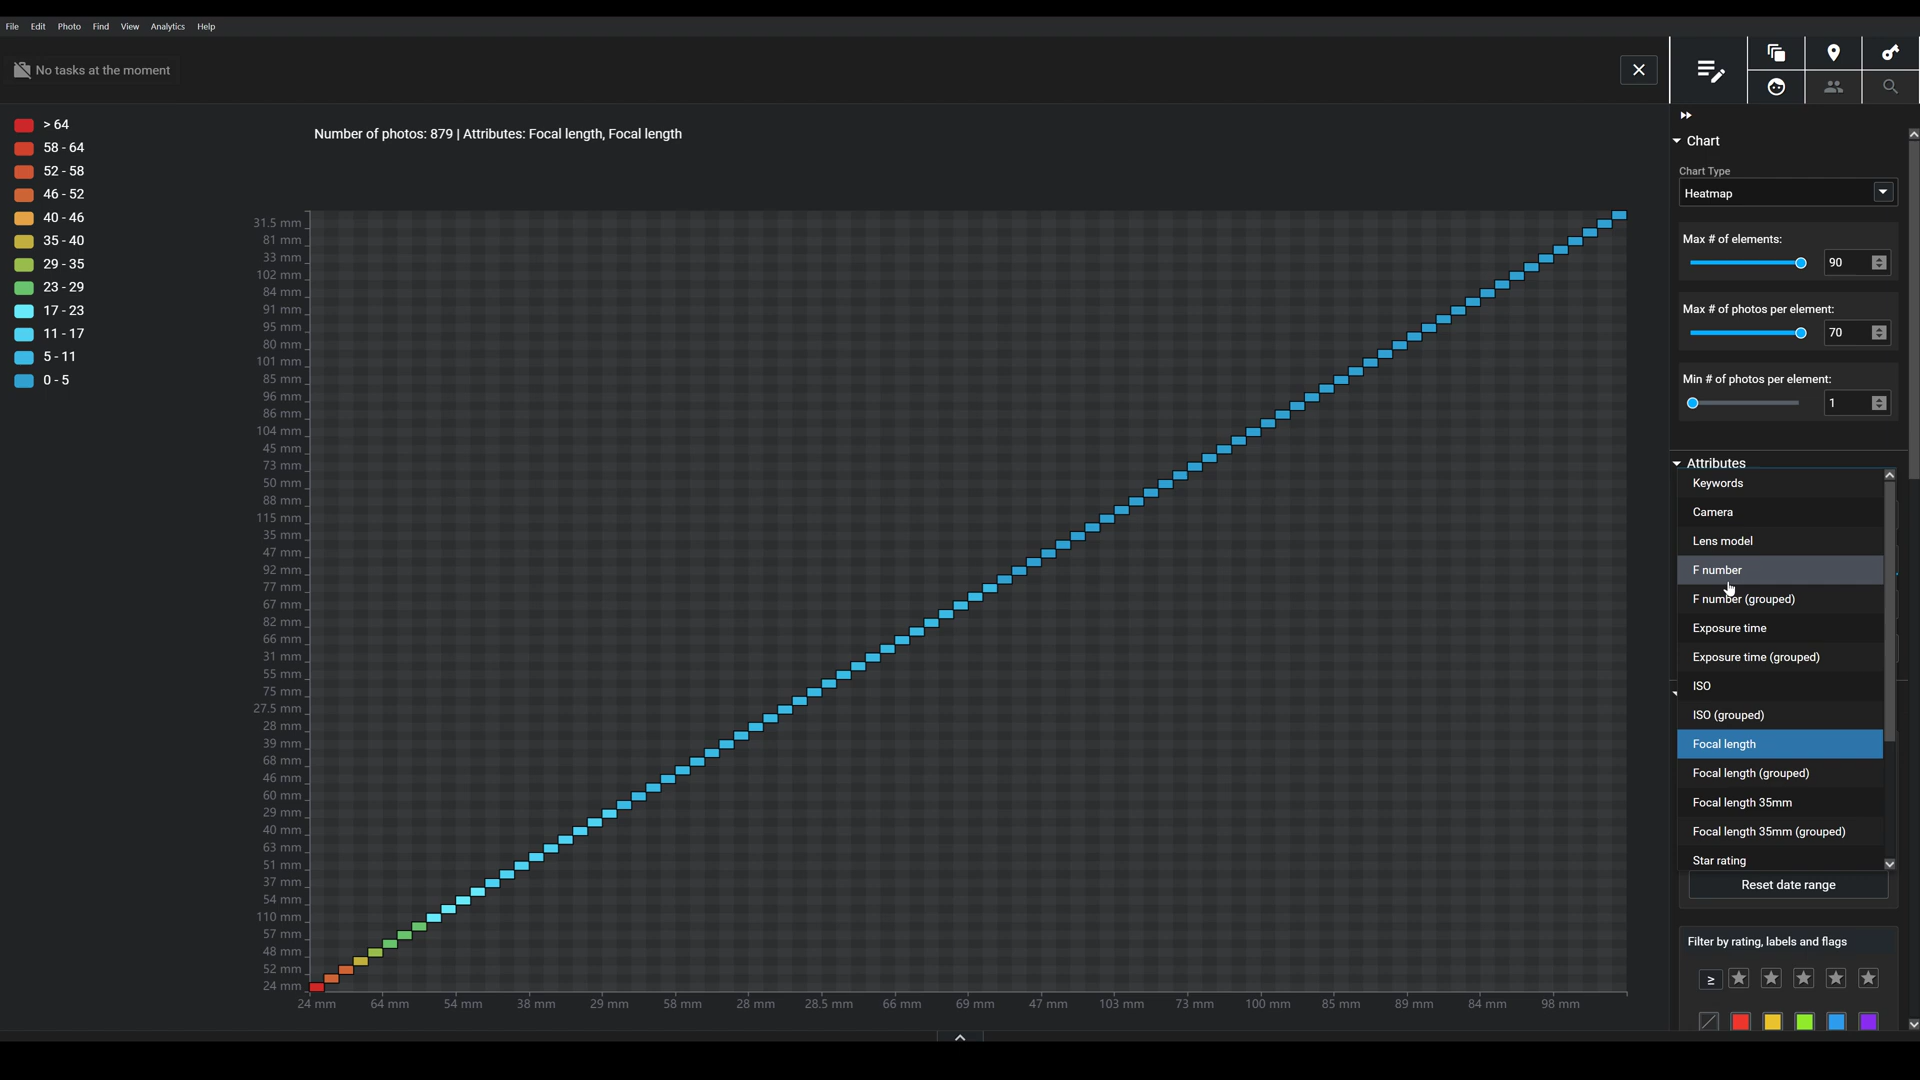 File Edit Photo Find View Analytics Help
No tasks at the moment
> 64
58 - 64
52 - 58
46 - 52
40 - 46
35 - 40
29 - 35
23 - 29
17 - 23
11 - 17
5 - 11
0 - 5
Number of photos: 879 | Attributes: Focal length, Focal length
31.5 mm
81 mm
33 mm
102 mm
84 mm
91 mm
95 mm
80 mm
101 mm
85 mm
96 mm
86 mm
104 mm
45 mm
73 mm
50 mm
88 mm
115 mm
35 mm
47 mm
92 mm
77 mm
67 mm
82 mm
66 mm
31 mm
55 mm
75 mm
27.5 mm
28 mm
39 mm
68 mm
46 mm
60 mm
29 mm
40 mm
63 mm
51 mm
37 mm
54 mm
110 mm
57 mm
48 mm
52 mm
24 mm
24 mm 64 mm 54 mm 38 mm 29 mm 58 mm 28 mm 28.5 mm 66 mm 69 mm 47 mm 103 mm 73 mm 100 mm 85 mm 89 mm 84 mm 98 mm
Chart
Chart Type
Heatmap
Max # of elements:
90
Max # of photos per element:
70
Min # of photos per element:
1
Attributes
Keywords
Camera
Lens model
F number
F number (grouped)
Exposure time
Exposure time (grouped)
ISO
ISO (grouped)
Focal length
Focal length (grouped)
Focal length 35mm
Focal length 35mm (grouped)
Star rating
Reset date range
Filter by rating, labels and flags
≥